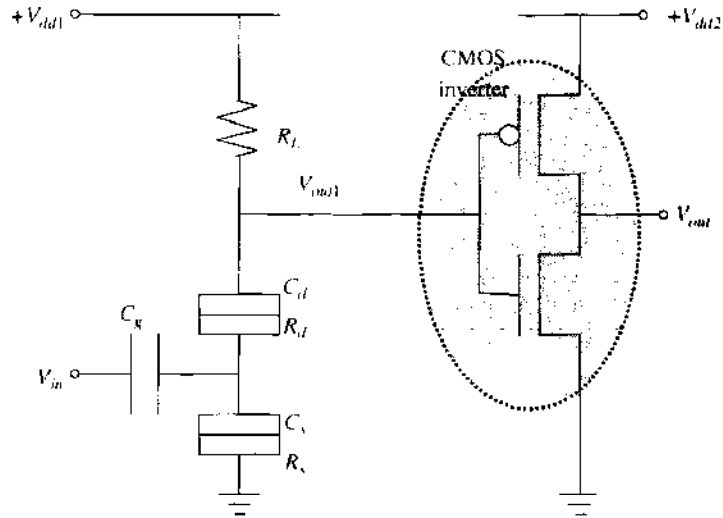 +V_dd1
+V_dd2
CMOS
inverter
R_L
V_out1
V_out
C_d
R_d
C_g
V_in
C_s
R_s